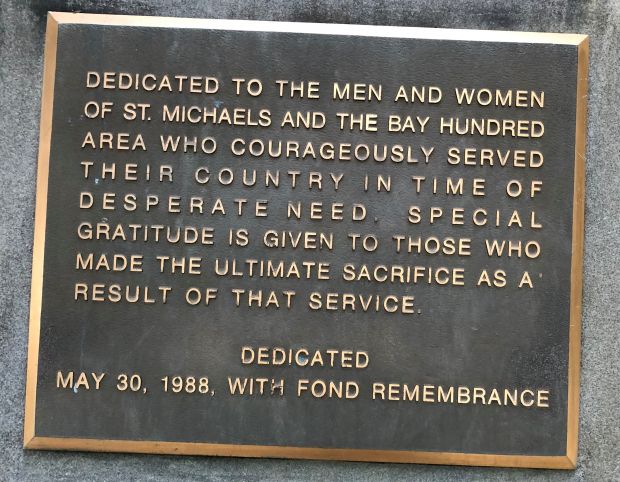 DEDICATED TO THE MEN AND WOMEN
OF ST. MICHAELS AND THE BAY HUNDRED
AREA WHO COURAGEOUSLY SERVED
THEIR COUNTRY IN TIME OF
DESPERATE NEED. SPECIAL
GRATITUDE IS GIVEN TO THOSE WHO
MADE THE ULTIMATE SACRIFICE AS A
RESULT OF THAT SERVICE.
DEDICATED
MAY 30, 1988, WITH FOND REMEMBRANCE